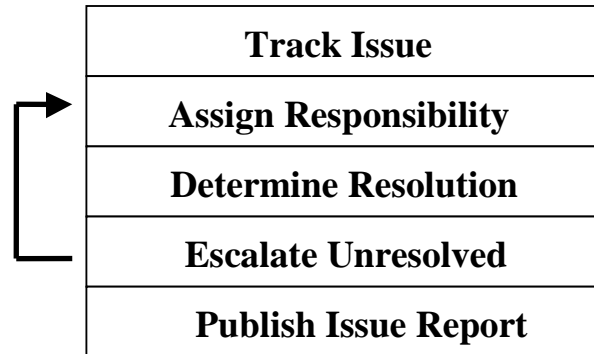 Track Issue
Assign Responsibility
Determine Resolution
Escalate Unresolved
Publish Issue Report